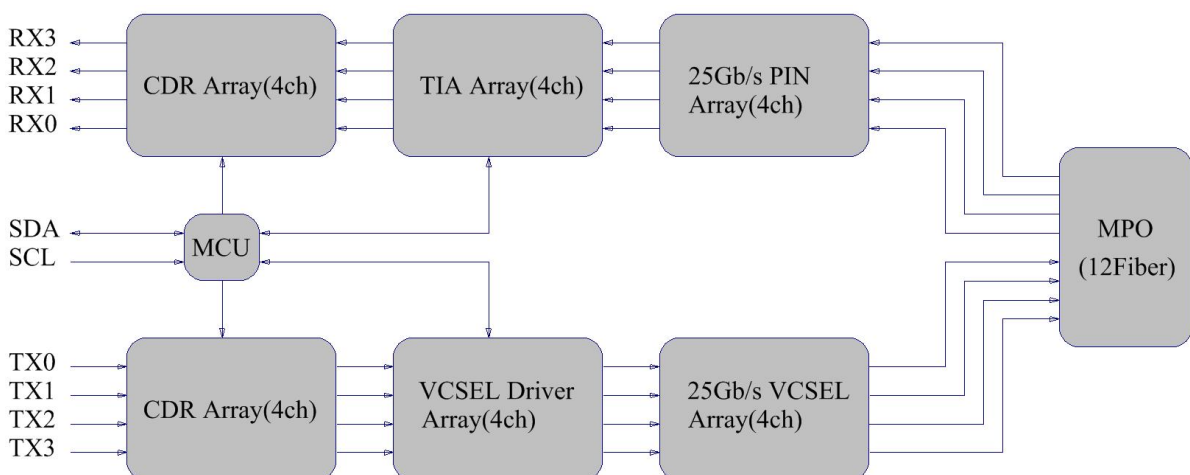 RX3
RX2
RX1
RX0
CDR Array(4ch)
TIA Array(4ch)
25Gb/s PIN
Array(4ch)
SDA
SCL
MCU
MPO
(12Fiber)
TX0
TX1
TX2
TX3
CDR Array(4ch)
VCSEL Driver
Array(4ch)
25Gb/s VCSEL
Array(4ch)